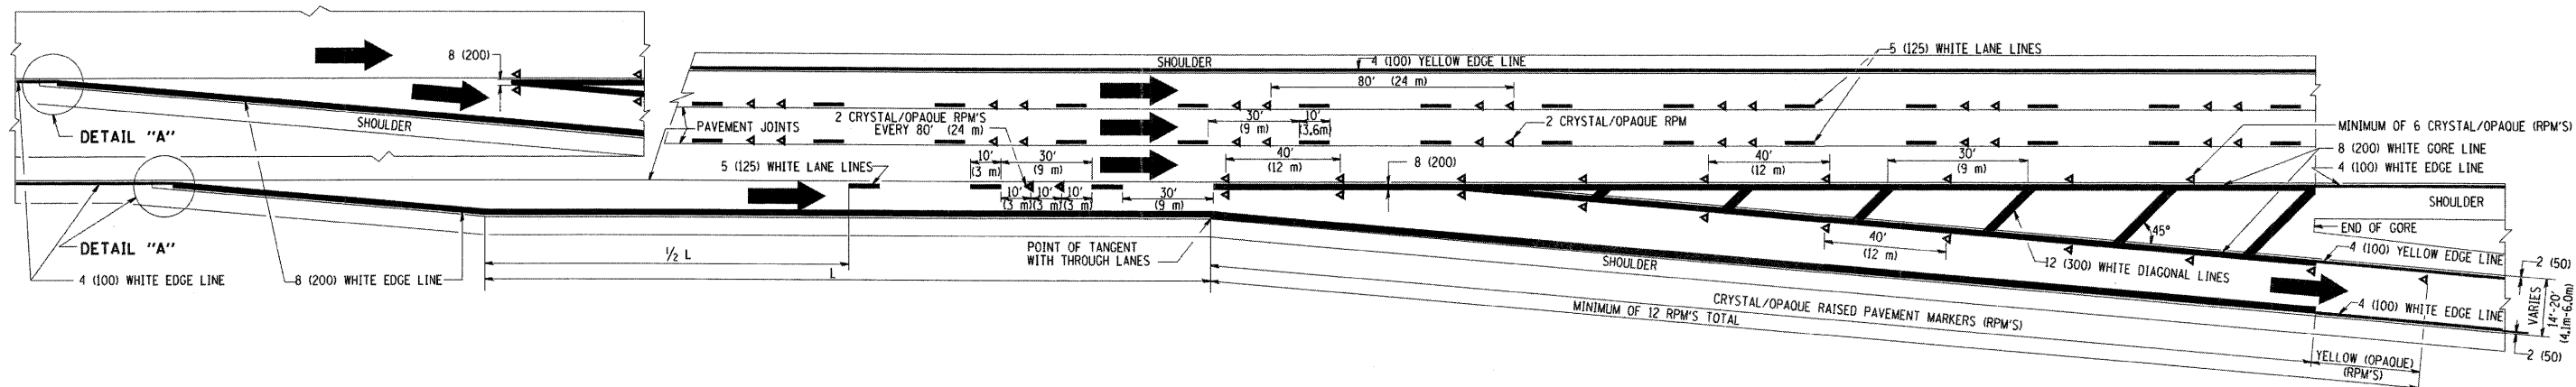 8 (200)
SHOULDER
DETAIL "A"
DETAIL "A"
4 (100) WHITE EDGE LINE
8 (200) WHITE EDGE LINE
SHOULDER
4 (100) YELLOW EDGE LINE
5 (125) WHITE LANE LINES
80' (24 m)
PAVEMENT JOINTS
2 CRYSTAL/OPAQUE RPM'S
EVERY 80' (24 m)
30'
(9 m)
10'
(3.6m)
2 CRYSTAL/OPAQUE RPM
5 (125) WHITE LANE LINES
10'
(3 m)
30'
(9 m)
10'
(3 m)
10'
(3 m)
10'
(3 m)
30'
(9 m)
40'
(12 m)
8 (200)
40'
(12 m)
30'
(9 m)
MINIMUM OF 6 CRYSTAL/OPAQUE (RPM'S)
8 (200) WHITE GORE LINE
4 (100) WHITE EDGE LINE
SHOULDER
END OF GORE
45°
40'
(12 m)
12 (300) WHITE DIAGONAL LINES
4 (100) YELLOW EDGE LINE
2 (50)
½ L
L
POINT OF TANGENT
WITH THROUGH LANES
SHOULDER
CRYSTAL/OPAQUE RAISED PAVEMENT MARKERS (RPM'S)
MINIMUM OF 12 RPM'S TOTAL
4 (100) WHITE EDGE LINE
VARIES
14'-20'
(4.1m-6.0m)
2 (50)
YELLOW (OPAQUE)
(RPM'S)